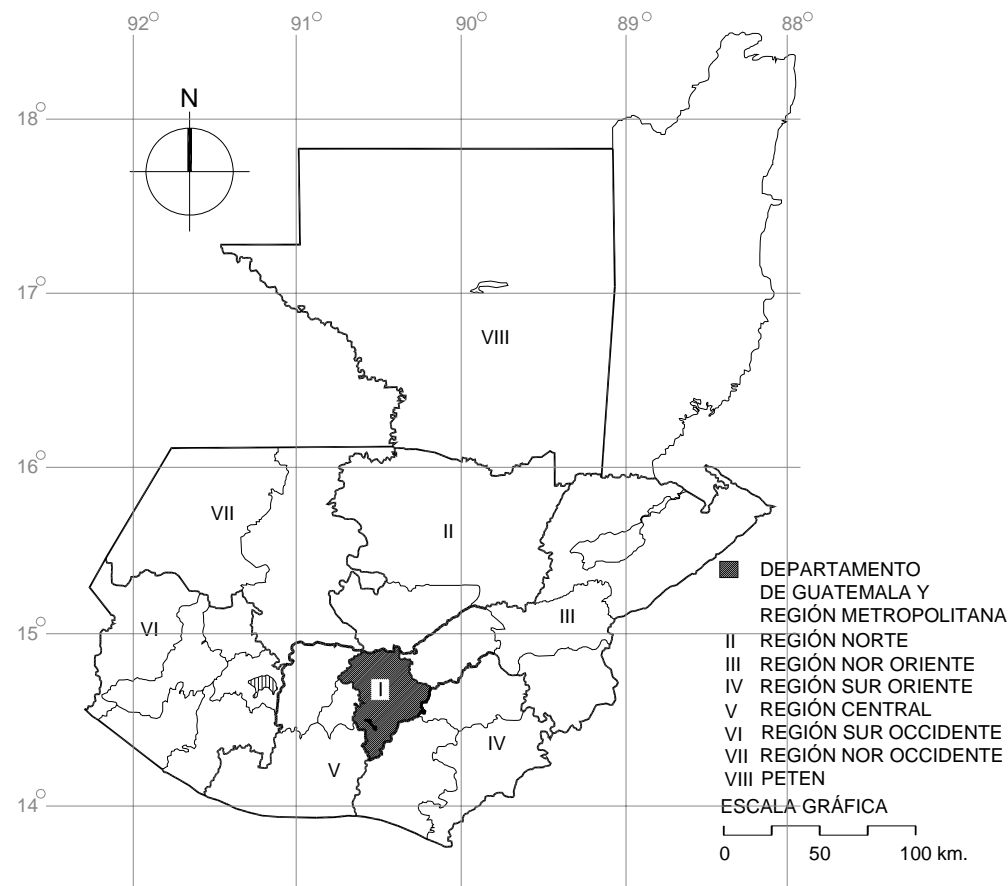 92° 91° 90° 89° 88°
N
18°
17°
VIII
16°
VII
II
DEPARTAMENTO
DE GUATEMALA Y
REGIÓN METROPOLITANA
III
VI
15°
II REGIÓN NORTE
III REGIÓN NOR ORIENTE
I
IV REGIÓN SUR ORIENTE
V REGIÓN CENTRAL
VI REGIÓN SUR OCCIDENTE
IV
VII REGIÓN NOR OCCIDENTE
V
VIII PETEN
14°
ESCALA GRÁFICA
0 50 100 km.